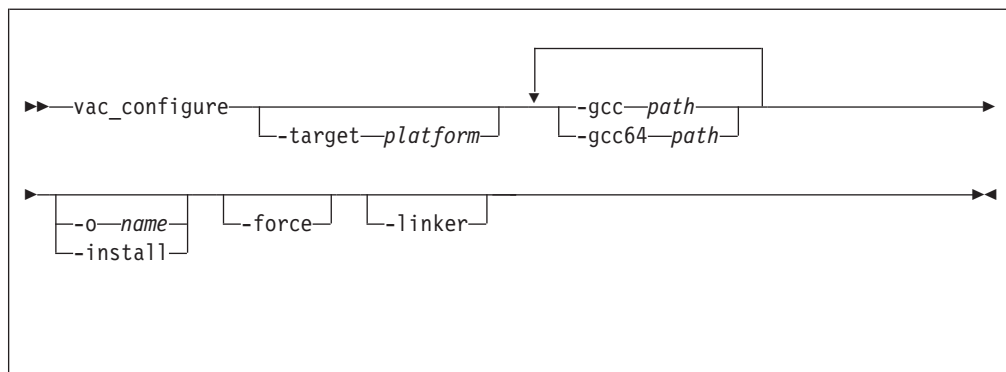 vac_configure -gcc path
-target platform -gcc64 path
-o name -force -linker
-install